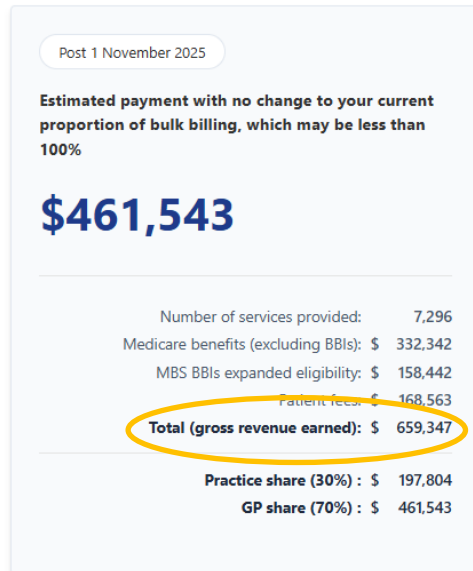 Post 1 November 2025
Estimated payment with no change to your current
proportion of bulk billing, which may be less than
100%
$461,543
Number of services provided: 7,296
Medicare benefits (excluding BBIs): $ 332,342
MBS BBIs expanded eligibility: $ 158,442
Patient fees: $ 168,563
Total (gross revenue earned): $ 659,347
Practice share (30%) : $ 197,804
GP share (70%) : $ 461,543